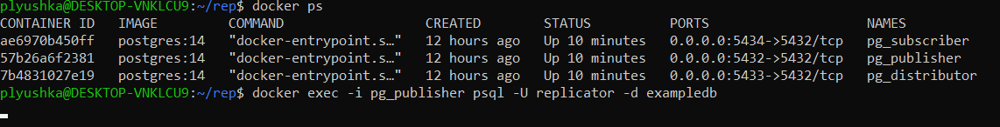 plyushka@DESKTOP-VNKLCU9:~/rep$ docker ps
CONTAINER ID   IMAGE         COMMAND                  CREATED        STATUS          PORTS                    NAMES
ae6970b450ff   postgres:14   "docker-entrypoint.s…"   12 hours ago   Up 10 minutes   0.0.0.0:5434->5432/tcp   pg_subscriber
57b26a6f2381   postgres:14   "docker-entrypoint.s…"   12 hours ago   Up 10 minutes   0.0.0.0:5432->5432/tcp   pg_publisher
7b4831027e19   postgres:14   "docker-entrypoint.s…"   12 hours ago   Up 10 minutes   0.0.0.0:5433->5432/tcp   pg_distributor
plyushka@DESKTOP-VNKLCU9:~/rep$ docker exec -i pg_publisher psql -U replicator -d exampledb